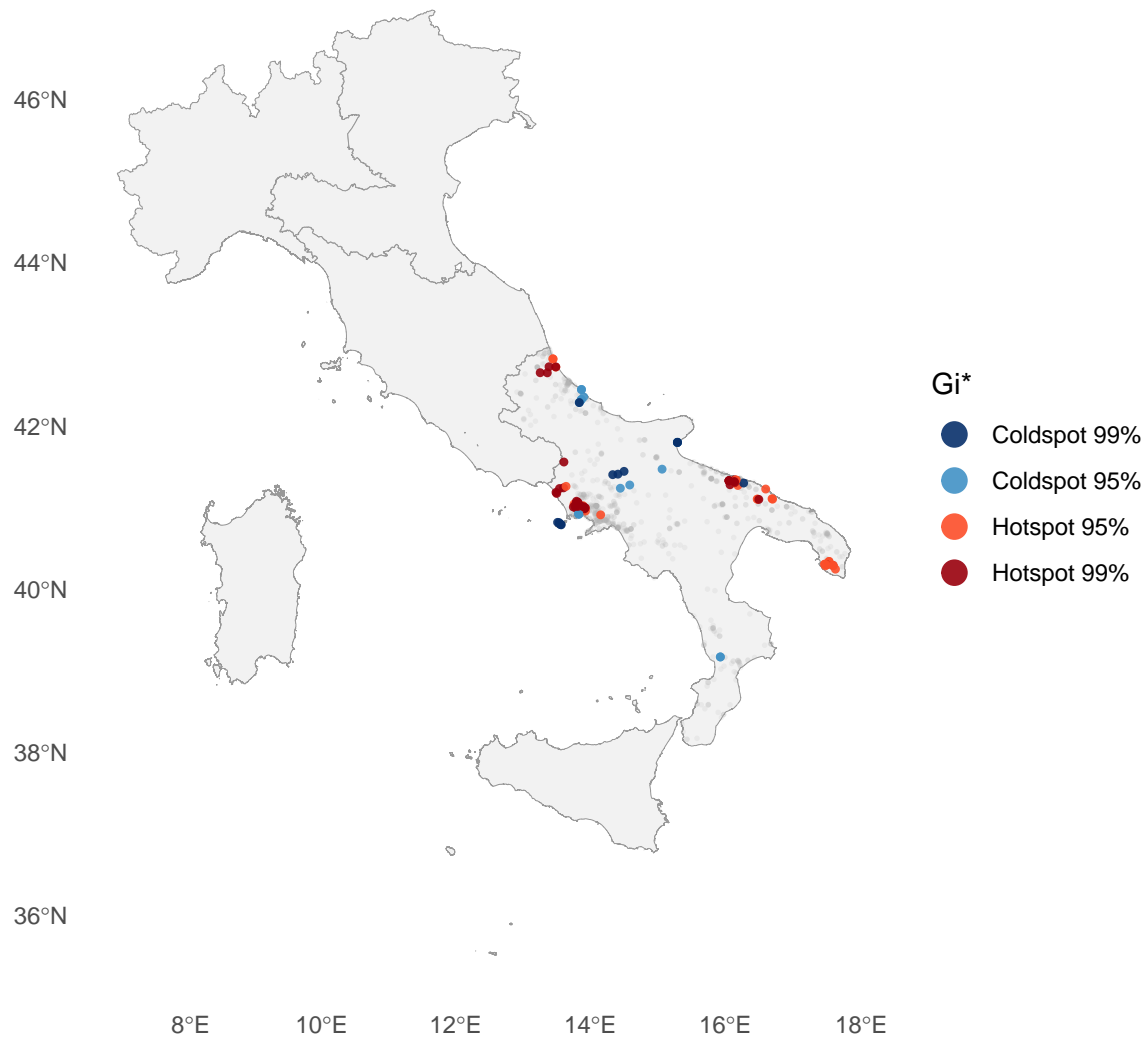 46°N
44°N
42°N
40°N
38°N
36°N
8°E
10°E
12°E
14°E
16°E
18°E
Gi*
Coldspot 99%
Coldspot 95%
Hotspot 95%
Hotspot 99%